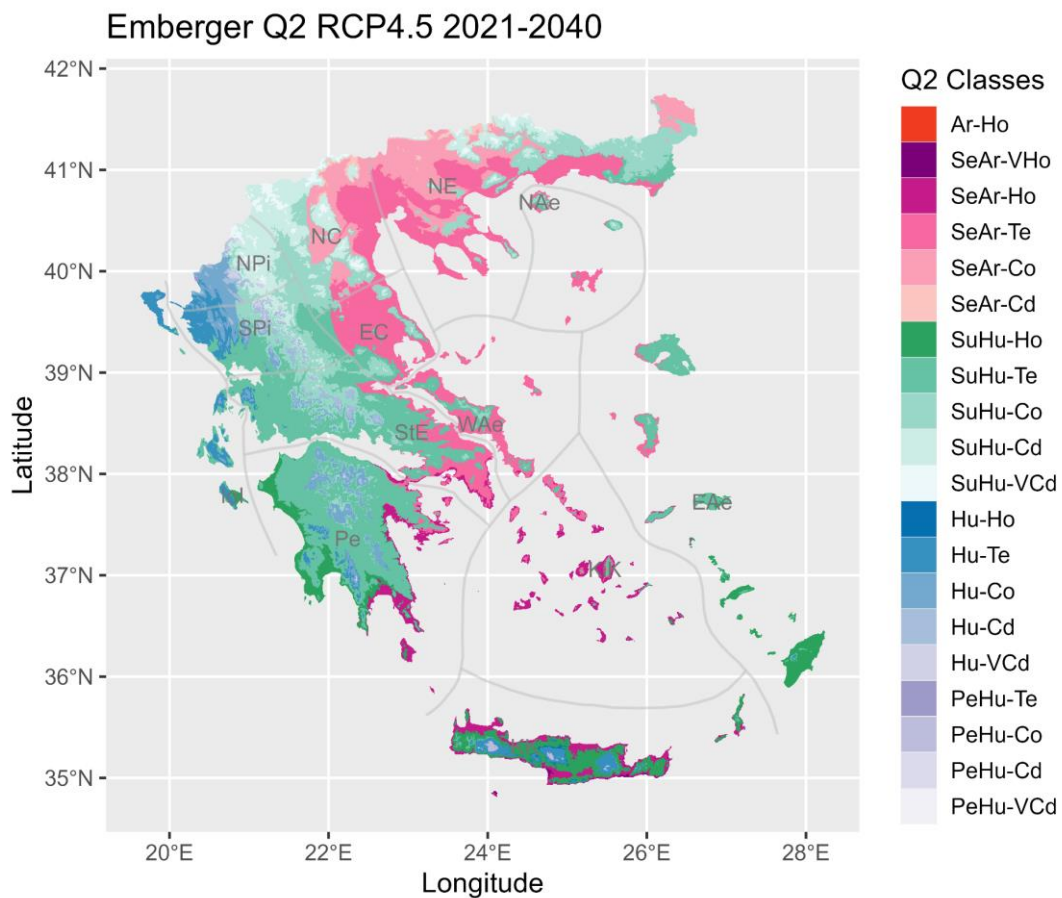 Emberger Q2 RCP4.5 2021-2040
42°N
41°N
40°N
39°N
38°N
37°N
36°N
35°N
Latitude
20°E
22°E
24°E
26°E
28°E
Longitude
NE
NAe
NC
NPi
SPi
EC
StE
WAe
EAe
Pe
KiK
Q2 Classes
Ar-Ho
SeAr-VHo
SeAr-Ho
SeAr-Te
SeAr-Co
SeAr-Cd
SuHu-Ho
SuHu-Te
SuHu-Co
SuHu-Cd
SuHu-VCd
Hu-Ho
Hu-Te
Hu-Co
Hu-Cd
Hu-VCd
PeHu-Te
PeHu-Co
PeHu-Cd
PeHu-VCd